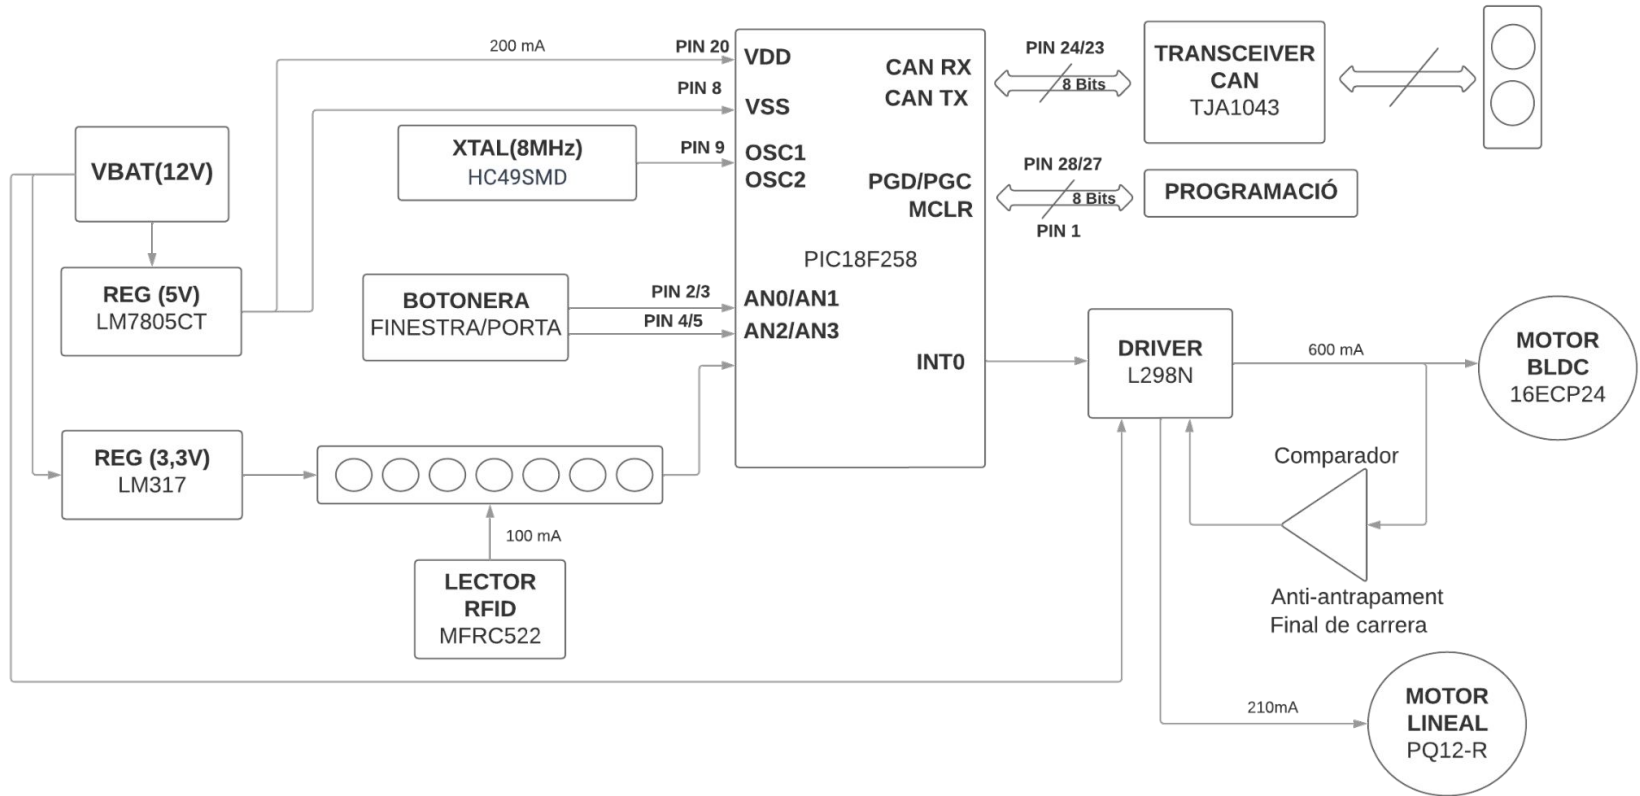 200 mA
PIN 20
VDD
PIN 8
VSS
XTAL(8MHz)
HC49SMD
PIN 9
OSC1
OSC2
CAN RX
CAN TX
PIN 24/23
8 Bits
TRANSCEIVER
CAN
TJA1043
PGD/PGC
MCLR
PIN 28/27
8 Bits
PIN 1
PROGRAMACIÓ
VBAT(12V)
REG (5V)
LM7805CT
PIC18F258
BOTONERA
FINESTRA/PORTA
PIN 2/3
PIN 4/5
AN0/AN1
AN2/AN3
INT0
DRIVER
L298N
600 mA
MOTOR
BLDC
16ECP24
REG (3,3V)
LM317
100 mA
LECTOR
RFID
MFRC522
Comparador
Anti-antrapament
Final de carrera
210mA
MOTOR
LINEAL
PQ12-R